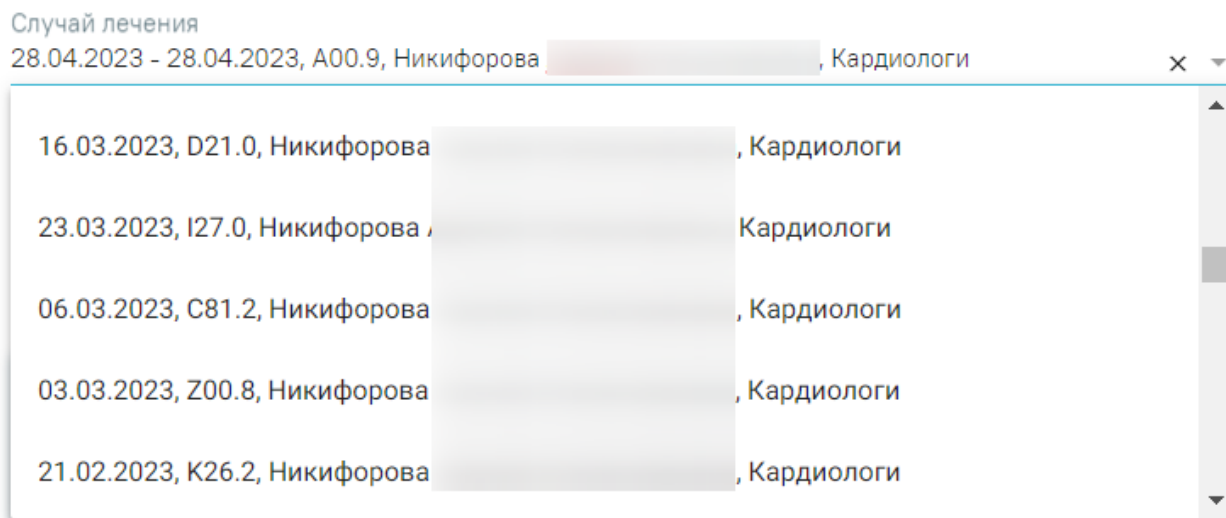 Случай лечения
28.04.2023 - 28.04.2023, A00.9, Никифорова , Кардиологи
16.03.2023, D21.0, Никифорова , Кардиологи
23.03.2023, I27.0, Никифорова Кардиологи
06.03.2023, C81.2, Никифорова , Кардиологи
03.03.2023, Z00.8, Никифорова , Кардиологи
21.02.2023, K26.2, Никифорова , Кардиологи